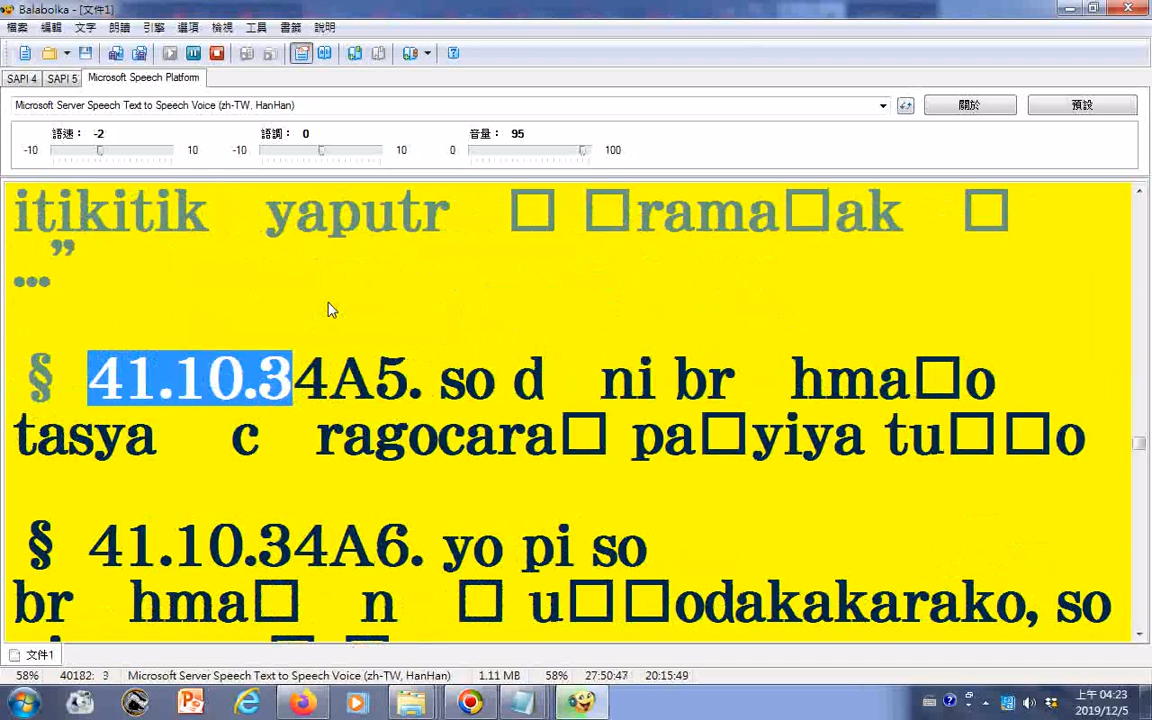 Balabolka - [文件1]
檔案 編輯 文字 朗讀 引擎 選項 檢視 工具 書籤 說明
SAPI 4 SAPI 5 Microsoft Speech Platform
Microsoft Server Speech Text to Speech Voice (zh-TW, HanHan) 關於 預設
語速： -2 語調： 0 音量： 95
-10 10 -10 10 0 100
itikitik yaputr □ □rama□ak □
”
...
§ 41.10.34A5. so d ni br hma□o
tasya c ragocara□ pa□yiya tu□□o
§ 41.10.34A6. yo pi so
br hma□ n □ u□□odakakarako, so
文件1
58% 40182: 3 Microsoft Server Speech Text to Speech Voice (zh-TW, HanHan) 1.11 MB 58% 27:50:47 20:15:49
上午 04:23
2019/12/5